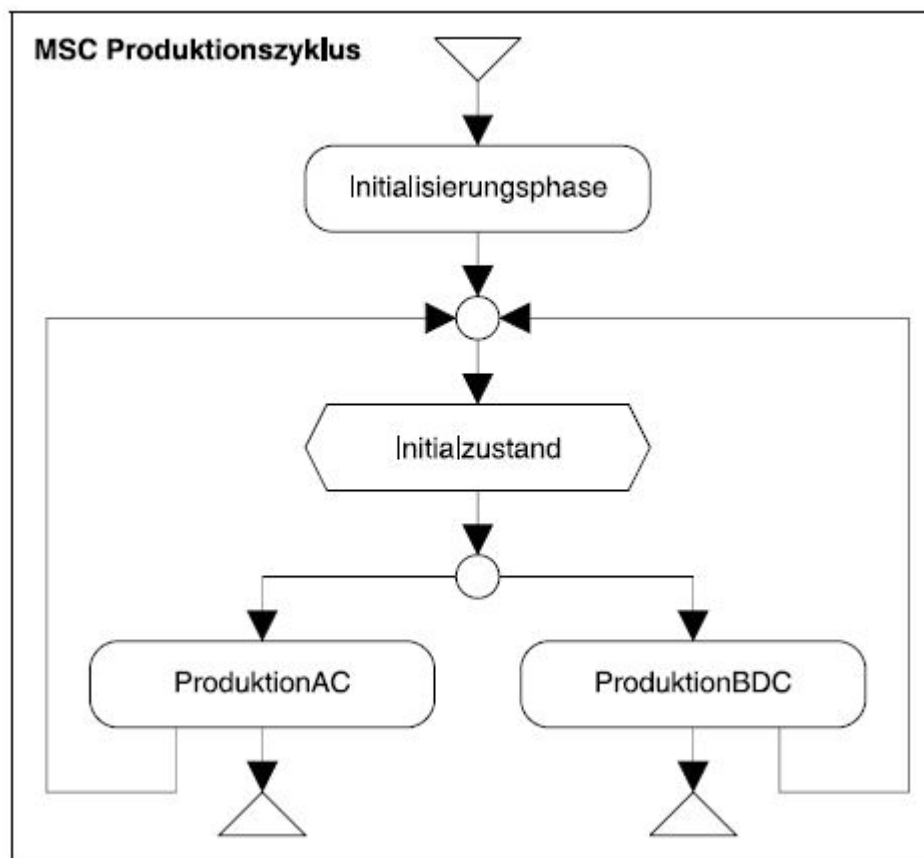 MSC Produktionszyklus
Initialisierungsphase
Initialzustand
ProduktionAC
ProduktionBDC